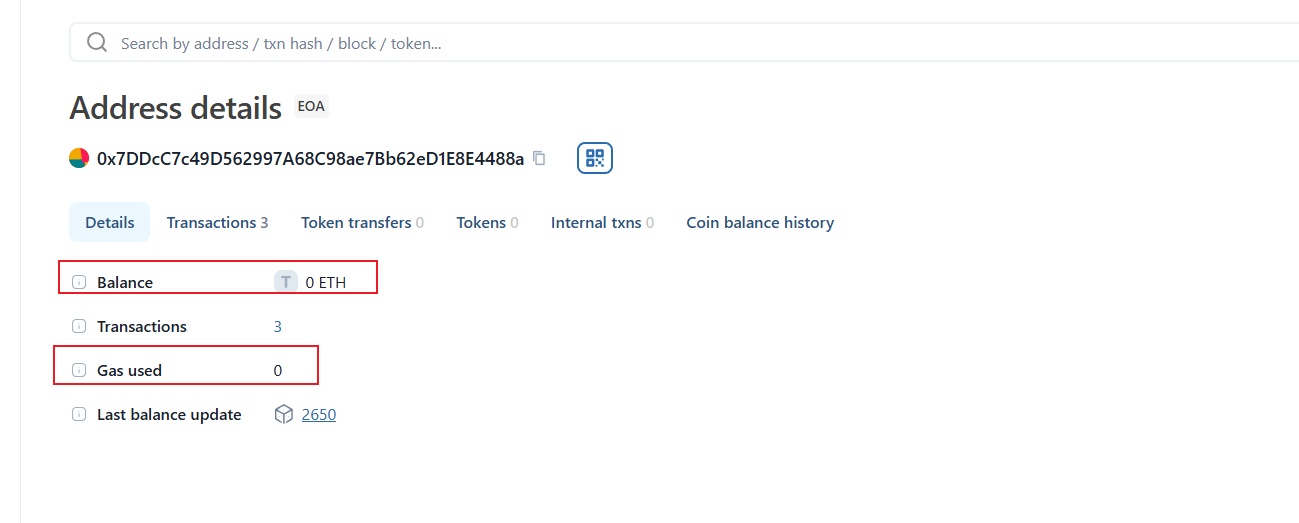 Search by address / txn hash / block / token...
Address details EOA
0x7DDcC7c49D562997A68C98ae7Bb62eD1E8E4488a
Details Transactions 3 Token transfers 0 Tokens 0 Internal txns 0 Coin balance history
Balance T 0 ETH
Transactions 3
Gas used 0
Last balance update 2650